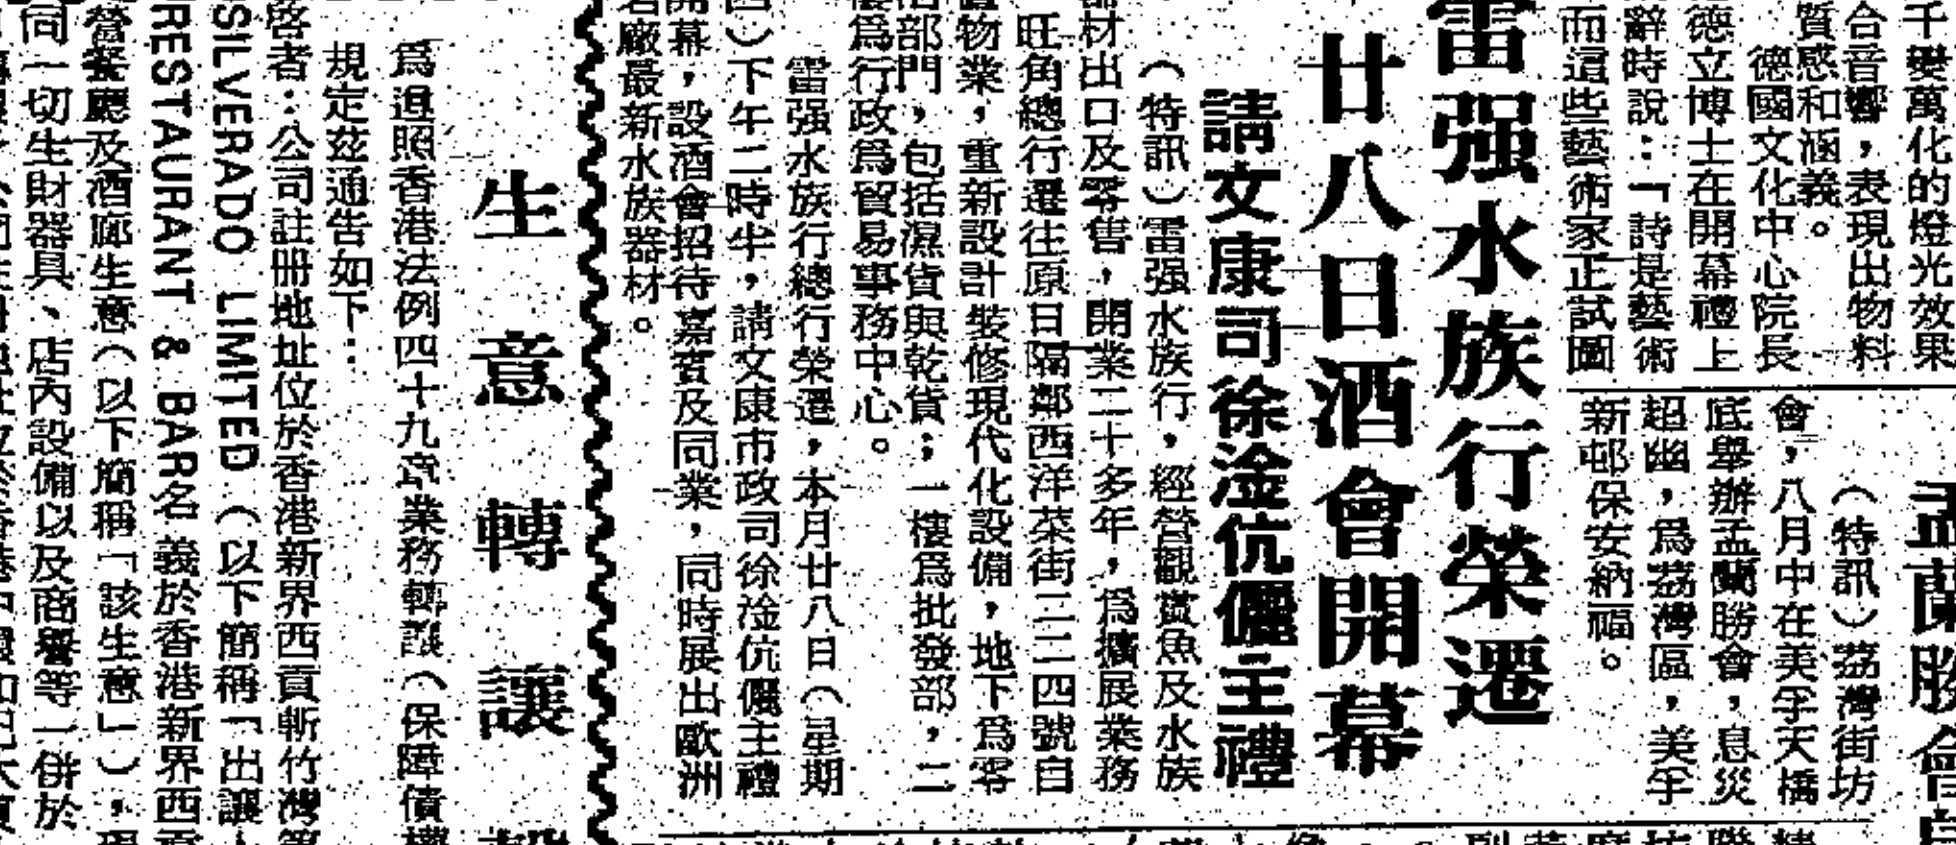 千變萬化的燈光效果
合音響，表現出物料
質感和涵義。
德國文化中心院長
德立博士在開幕禮上
辭時說：「詩是藝術
而這些藝術家正試圖
孟蘭勝會
（特訊）荔灣街坊
會，八月中在美孚天橋
底舉辦孟蘭勝會，息災
超幽，為荔灣區，美孚
新邨保安納福。
雷强水族行榮遷
廿八日酒會開幕
請文康司徐淦伉儷主禮
（特訊）雷强水族行，經營觀賞魚及水族
器材出口及零售，開業二十多年，為擴展業務
旺角總行遷往原日隔鄰西洋菜街二二四號自
置物業，重新設計裝修現代化設備，地下為零
部門，包括濕貨與乾貨；一樓為批發部，二
樓為行政為貿易事務中心。
雷强水族行總行榮遷，本月廿八日（星期
四）下午二時半，請文康市政司徐淦伉儷主禮
開幕，設酒會招待嘉賓及同業，同時展出歐洲
名廠最新水族器材。
生意轉讓
為遵照香港法例四十九章業務轉讓（保障債權
規定茲通告如下：
啓者：公司註册地址位於香港新界西貢斬竹灣第
SILVERADO LIMITED（以下簡稱「出讓人
RESTAURANT & BAR名義於香港新界西貢
營餐廳及酒廊生意（以下簡稱「該生意」），現
同一切生財器具、店內設備以及商譽等一併於